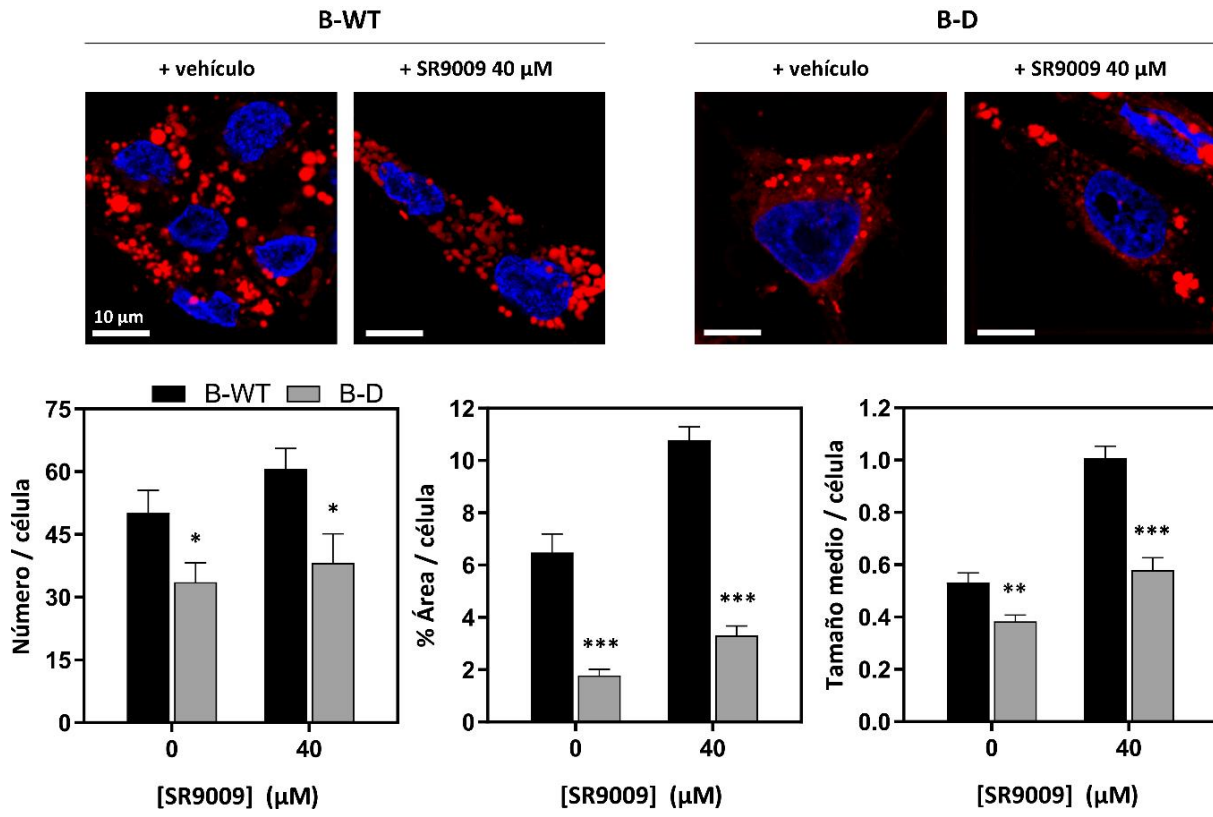 B-WT
B-D
+ vehículo
+ SR9009 40 µM
+ vehículo
+ SR9009 40 µM
10 µm
B-WT
B-D
Número / célula
75
60
45
30
15
0
*
*
0
40
[SR9009] (µM)
% Área / célula
12
10
8
6
4
2
0
***
***
0
40
[SR9009] (µM)
Tamaño medio / célula
1.2
1.0
0.8
0.6
0.4
0.2
0.0
**
***
0
40
[SR9009] (µM)